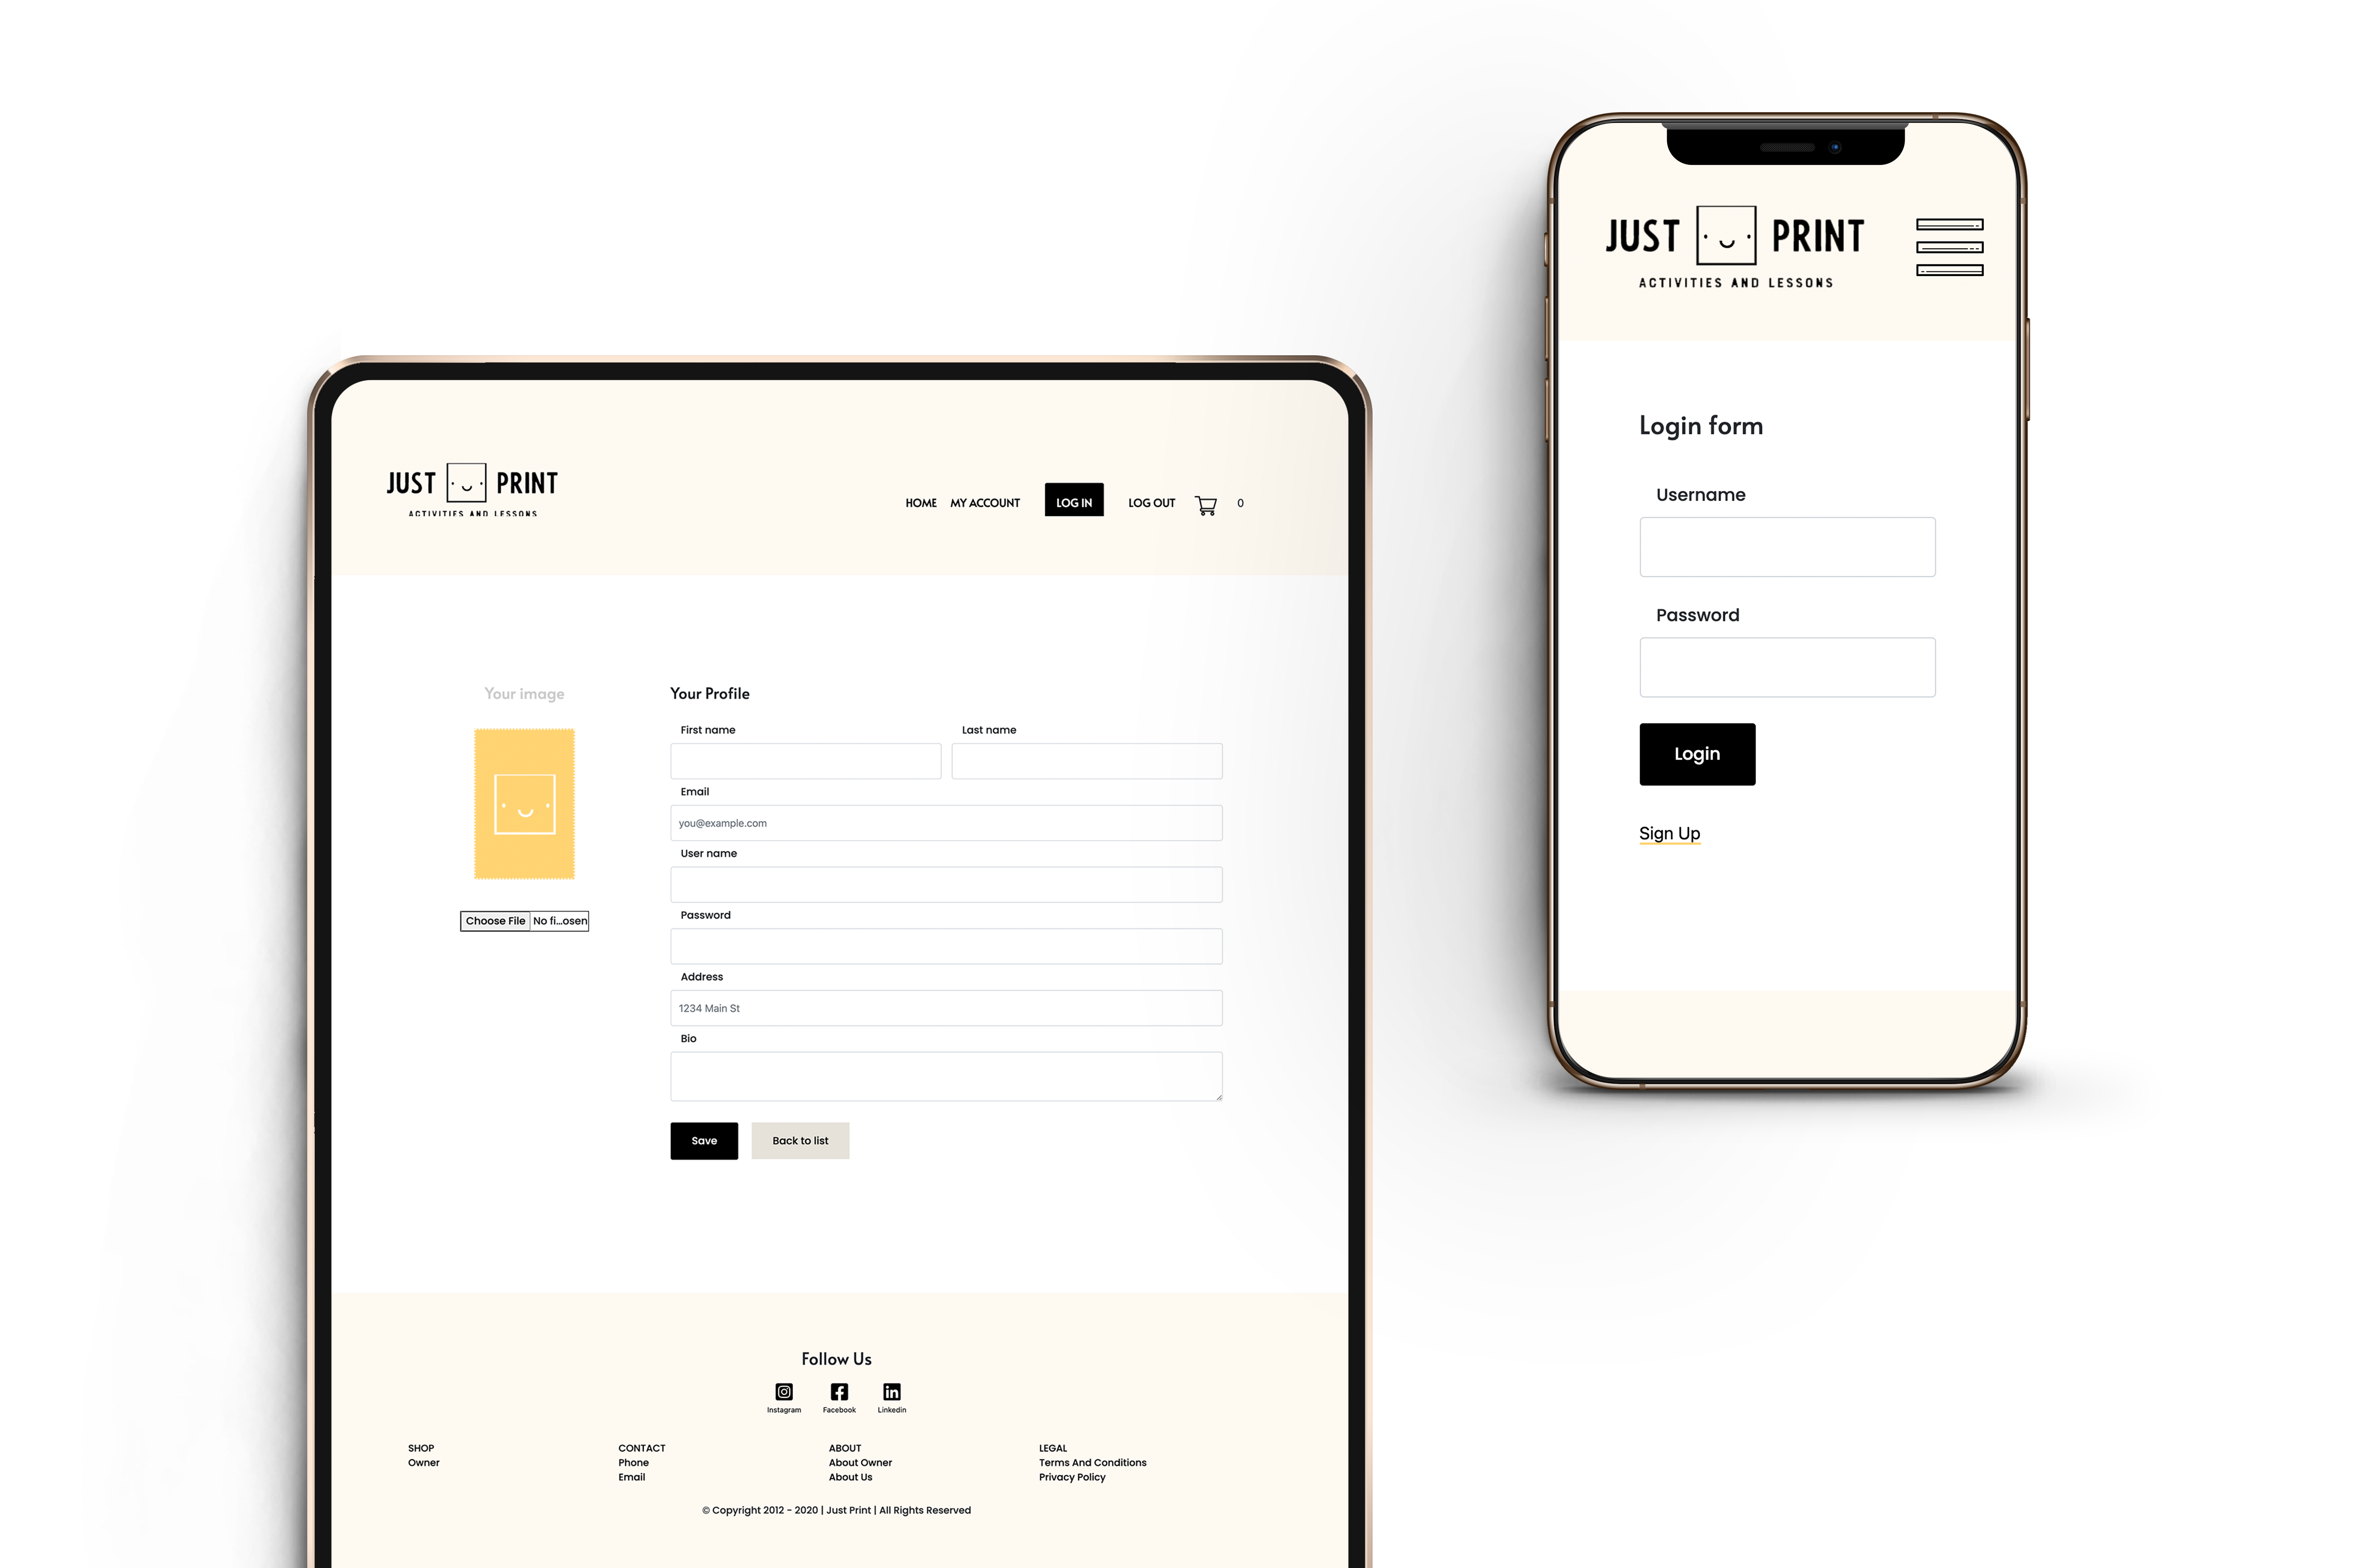 JUST PRINT
ACTIVITIES AND LESSONS
HOME MY ACCOUNT LOG IN LOG OUT 0
Your image
Choose File No fi...osen
Your Profile
First name Last name
Email
you@example.com
User name
Password
Address
1234 Main St
Bio
Save Back to list
Follow Us
Instagram Facebook Linkedin
SHOP
Owner
CONTACT
Phone
Email
ABOUT
About Owner
About Us
LEGAL
Terms And Conditions
Privacy Policy
© Copyright 2012 - 2020 | Just Print | All Rights Reserved
JUST PRINT
ACTIVITIES AND LESSONS
Login form
Username
Password
Login
Sign Up